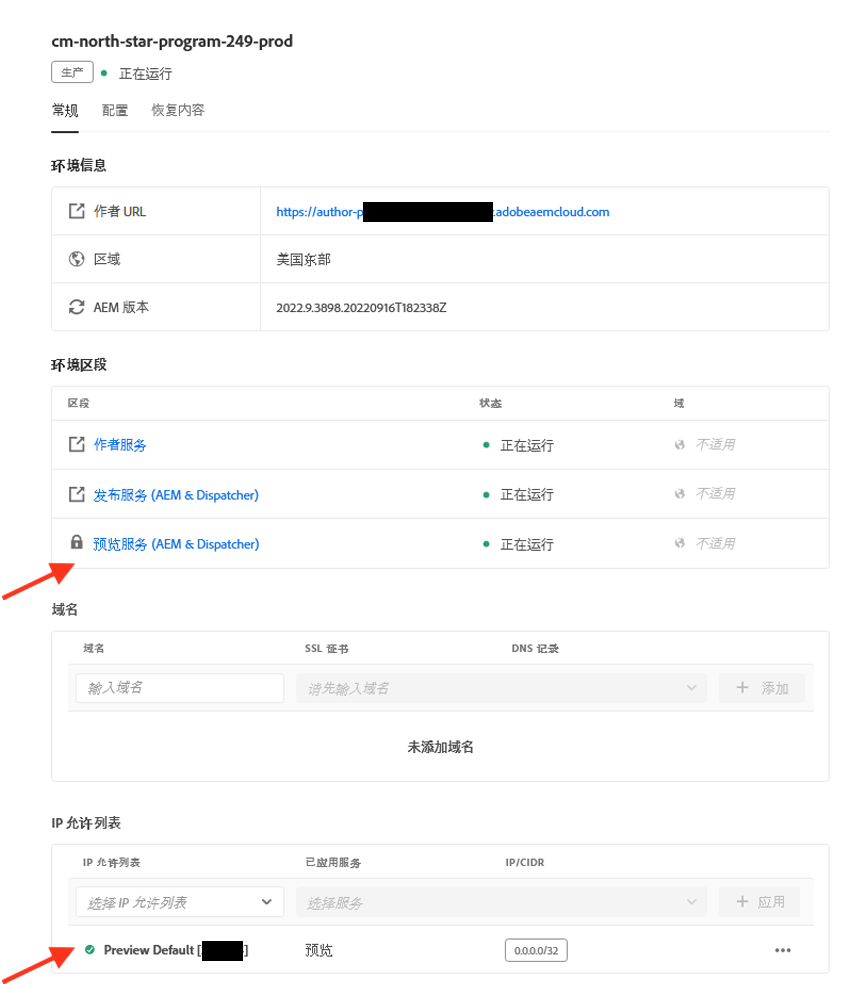 cm-north-star-program-249-prod
生产 正在运行
常规 配置 恢复内容
环境信息
作者 URL https://author-p .adobeaemcloud.com
区域 美国东部
AEM 版本 2022.9.3898.20220916T182338Z
环境区段
区段 状态 域
作者服务 正在运行 不适用
发布服务 (AEM & Dispatcher) 正在运行 不适用
预览服务 (AEM & Dispatcher) 正在运行 不适用
域名
域名 SSL 证书 DNS 记录
输入域名 请先输入域名 + 添加
未添加域名
IP 允许列表
IP 允许列表 已应用服务 IP/CIDR
选择 IP 允许列表 选择服务 + 应用
Preview Default [ ] 预览 0.0.0.0/32 •••